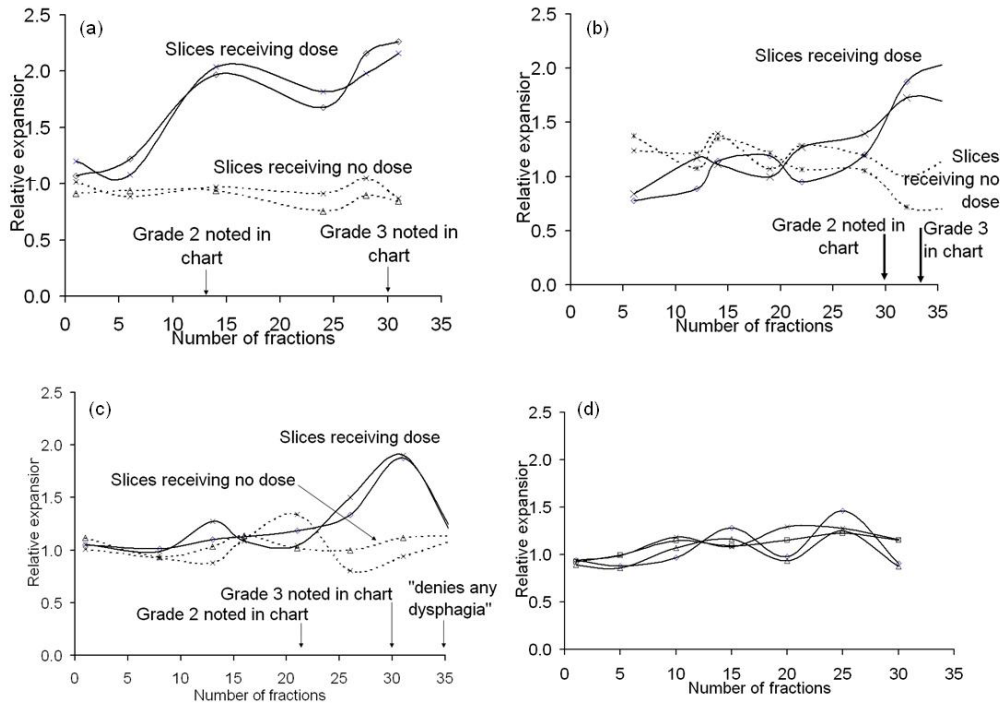 (a)
2.5
2.0
1.5
1.0
0.5
0.0
Relative expansior
Slices receiving dose
Slices receiving no dose
Grade 2 noted in
chart
Grade 3 noted in
chart
0 5 10 15 20 25 30 35
Number of fractions
(b)
2.5
2.0
1.5
1.0
0.5
0.0
Relative expansior
Slices receiving dose
Slices
receiving no
dose
Grade 2 noted in
chart
Grade 3
in chart
0 5 10 15 20 25 30 35
Number of fractions
(c)
2.5
2.0
1.5
1.0
0.5
0.0
Relative expansior
Slices receiving dose
Slices receiving no dose
Grade 3 noted in chart
Grade 2 noted in chart
"denies any
dysphagia"
0 5 10 15 20 25 30 35
Number of fractions
(d)
2.5
2.0
1.5
1.0
0.5
0.0
Relative expansior
0 5 10 15 20 25 30 35
Number of fractions